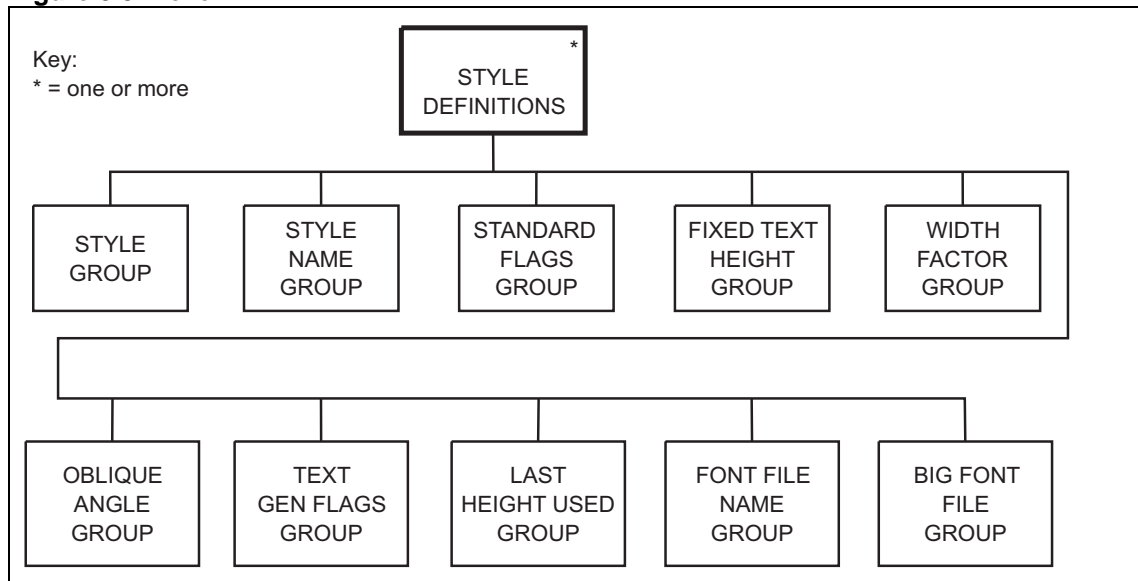 Key:
* = one or more
*
STYLE
DEFINITIONS
STYLE
GROUP
STYLE
NAME
GROUP
STANDARD
FLAGS
GROUP
FIXED TEXT
HEIGHT
GROUP
WIDTH
FACTOR
GROUP
OBLIQUE
ANGLE
GROUP
TEXT
GEN FLAGS
GROUP
LAST
HEIGHT USED
GROUP
FONT FILE
NAME
GROUP
BIG FONT
FILE
GROUP